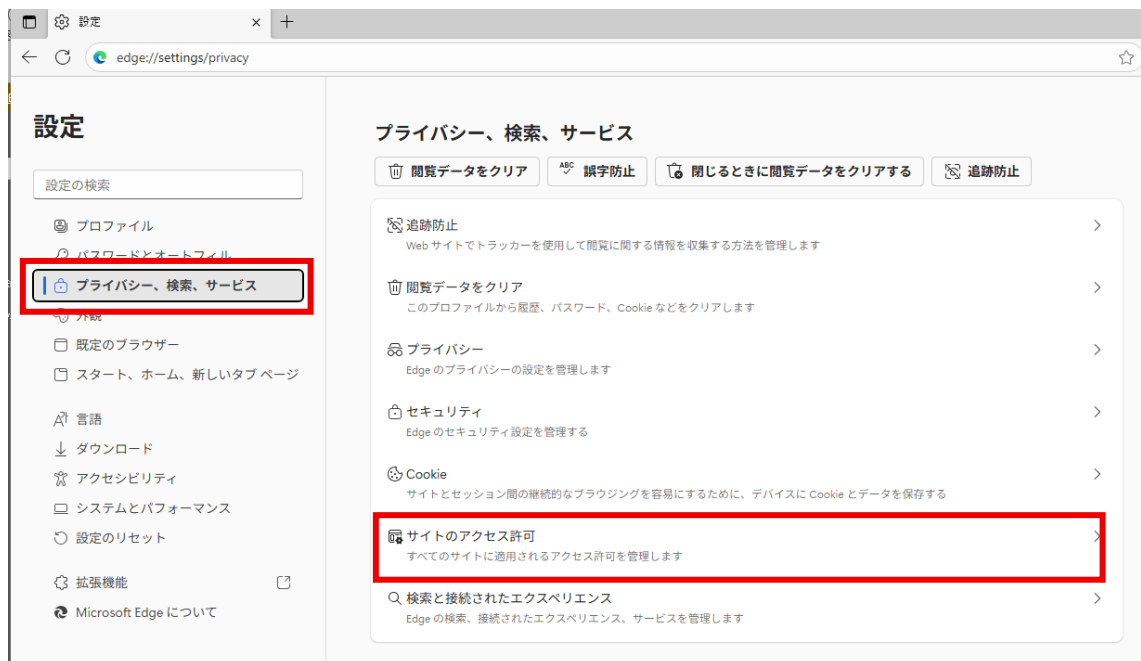 設定
edge://settings/privacy
設定
設定の検索
プロファイル
パスワードとオートフィル
プライバシー、検索、サービス
外観
既定のブラウザー
スタート、ホーム、新しいタブ ページ
言語
ダウンロード
アクセシビリティ
システムとパフォーマンス
設定のリセット
拡張機能
Microsoft Edge について
プライバシー、検索、サービス
閲覧データをクリア
ABC 誤字防止
閉じるときに閲覧データをクリアする
追跡防止
追跡防止
Web サイトでトラッカーを使用して閲覧に関する情報を収集する方法を管理します
閲覧データをクリア
このプロファイルから履歴、パスワード、Cookie などをクリアします
プライバシー
Edge のプライバシーの設定を管理します
セキュリティ
Edge のセキュリティ設定を管理する
Cookie
サイトとセッション間の継続的なブラウジングを容易にするために、デバイスに Cookie とデータを保存する
サイトのアクセス許可
すべてのサイトに適用されるアクセス許可を管理します
検索と接続されたエクスペリエンス
Edge の検索、接続されたエクスペリエンス、サービスを管理します